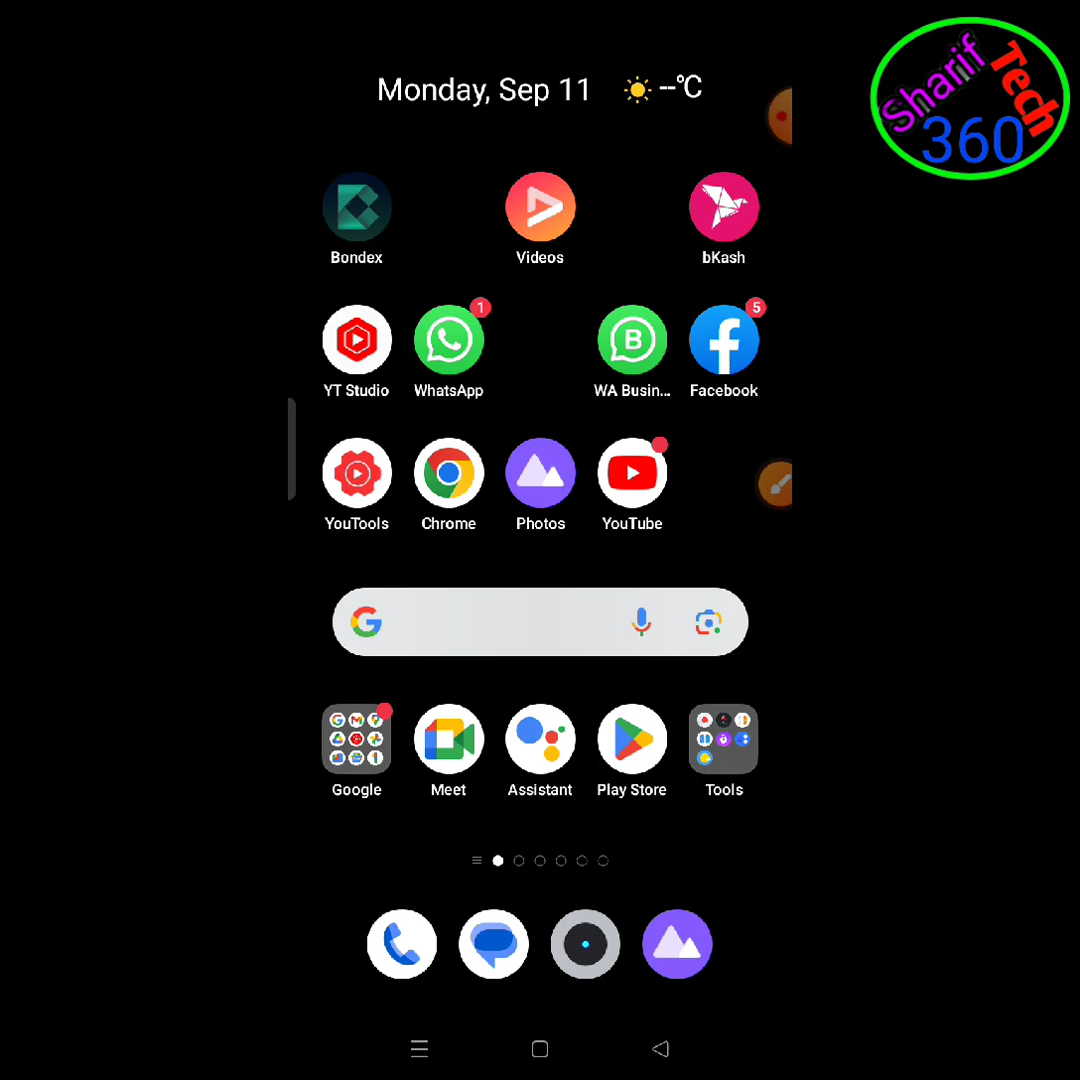 Monday, Sep 11 --°C
Sharif
Tech
360
Bondex Videos bKash
1 5
YT Studio WhatsApp WA Busin... Facebook
YouTools Chrome Photos YouTube
Google Meet Assistant Play Store Tools